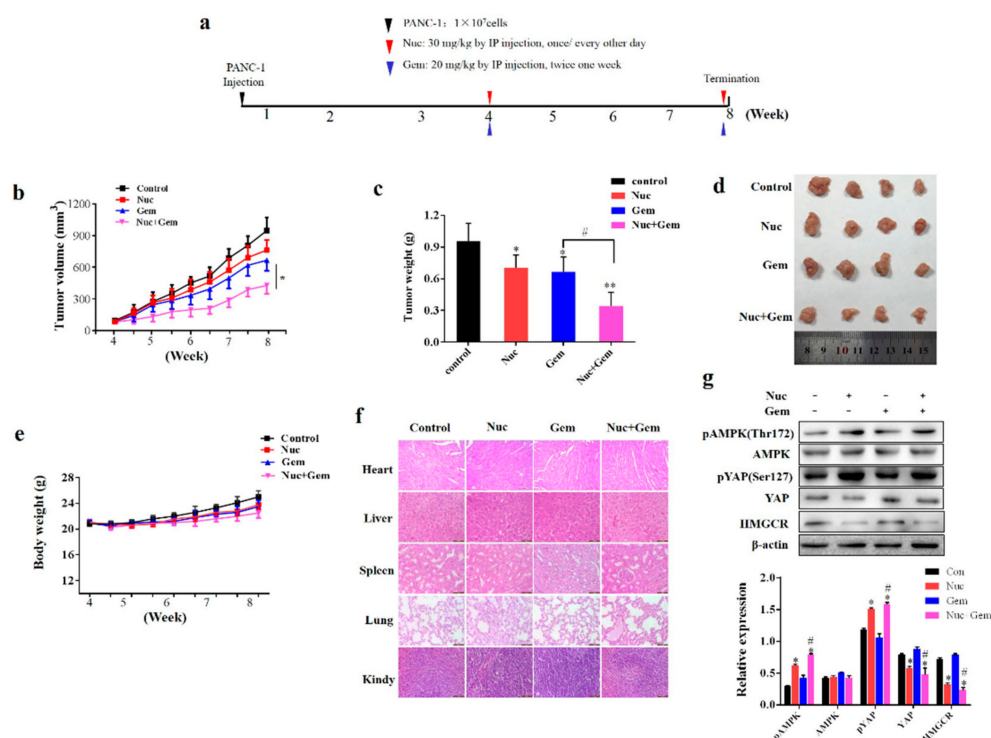 a
PANC-1: 1×10⁷cells
Nuc: 30 mg/kg by IP injection, once/ every other day
Gem: 20 mg/kg by IP injection, twice one week
PANC-1
Injection
Termination
1 2 3 4 5 6 7 8 (Week)
b
Control
Nuc
Gem
Nuc+Gem
Tumor volume (mm³)
1200
900
600
300
0
*
4 5 6 7 8
(Week)
c
control
Nuc
Gem
Nuc+Gem
Tumor weight (g)
1.2
0.9
0.6
0.3
0.0
* * # **
control Nuc Gem Nuc+Gem
d
Control
Nuc
Gem
Nuc+Gem
8 9 10 11 12 13 14 15
e
Control
Nuc
Gem
Nuc+Gem
Body weight (g)
28
24
20
16
12
4 5 6 7 8
(Week)
f
Control Nuc Gem Nuc+Gem
Heart
Liver
Spleen
Lung
Kindy
g
Nuc - + - +
Gem - - + +
pAMPK(Thr172)
AMPK
pYAP(Ser127)
YAP
HMGCR
β-actin
Con
Nuc
Gem
Nuc+Gem
Relative expression
2.0
1.5
1.0
0.5
0.0
* # * * # * * # * * # *
pAMPK AMPK pYAP YAP HMGCR